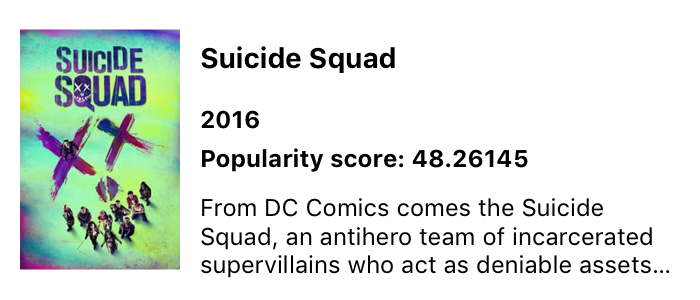 SUICIDE
SQUAD
Suicide Squad
2016
Popularity score: 48.26145
From DC Comics comes the Suicide
Squad, an antihero team of incarcerated
supervillains who act as deniable assets...